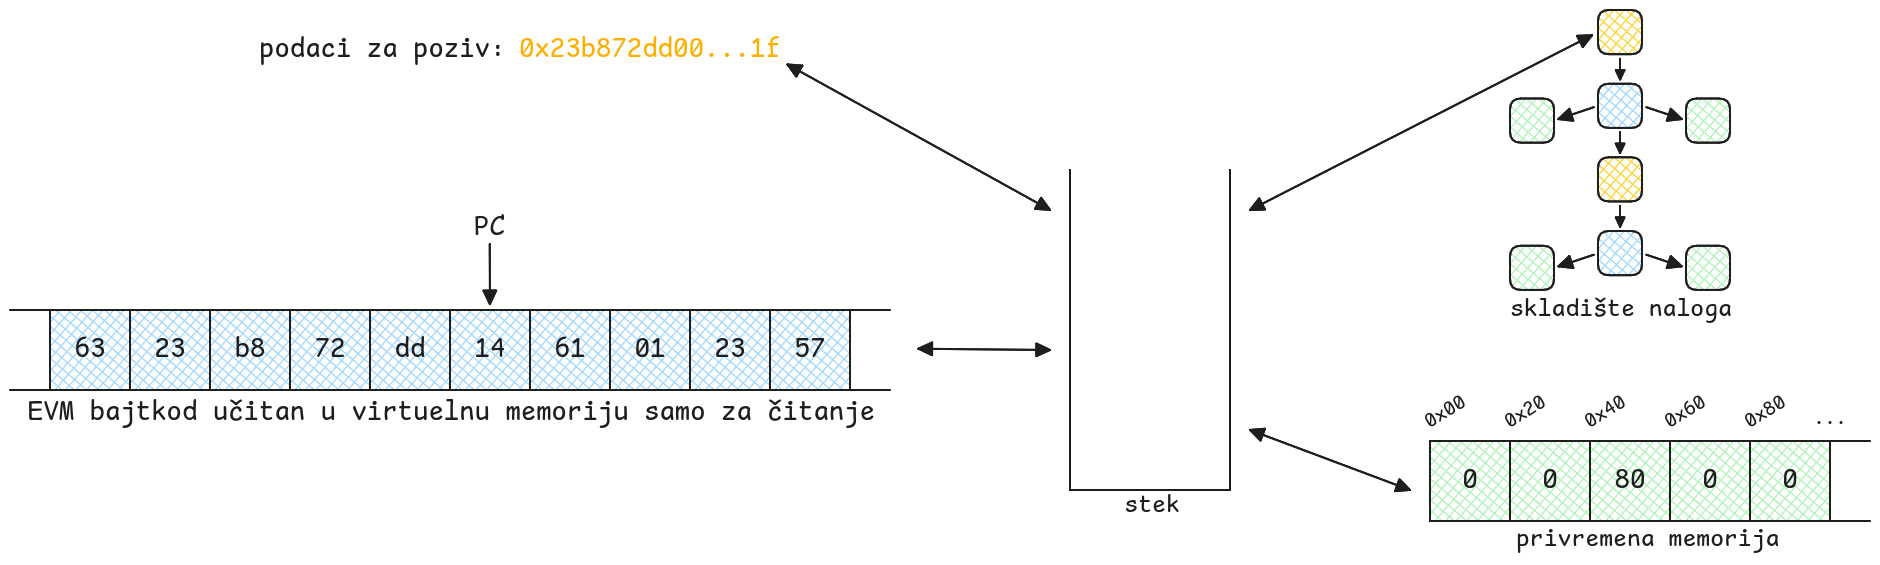 podaci za poziv: 0x23b872dd00...1f
PC
63 23 b8 72 dd 14 61 01 23 57
EVM bajtkod učitan u virtuelnu memoriju samo za čitanje
stek
skladište naloga
0x00 0x20 0x40 0x60 0x80 ...
0 0 80 0 0
privremena memorija